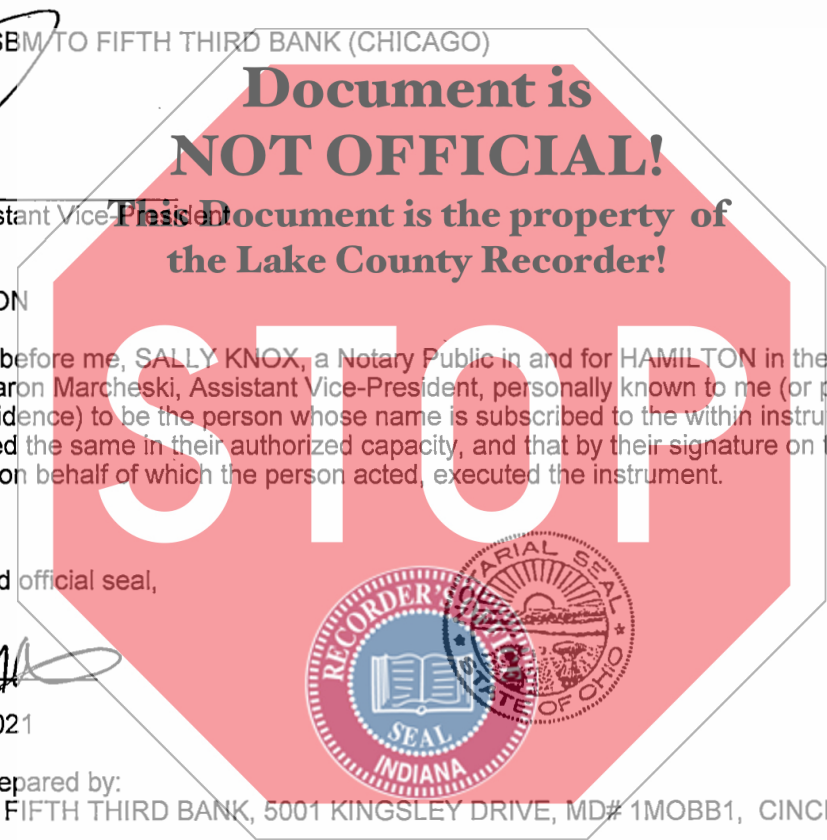 SBM TO FIFTH THIRD BANK (CHICAGO)
Document is
NOT OFFICIAL!
This Document is the property of
the Lake County Recorder!
stant Vice-President
ON
STOP
before me, SALLY KNOX, a Notary Public in and for HAMILTON in the
aron Marcheski, Assistant Vice-President, personally known to me (or p
idence) to be the person whose name is subscribed to the within instru
ed the same in their authorized capacity, and that by their signature on t
on behalf of which the person acted, executed the instrument.
d official seal,
RECORDER'S OFFICE
SEAL
INDIANA
ARIAL SEAL
STATE OF OHIO
021
epared by:
FIFTH THIRD BANK, 5001 KINGSLEY DRIVE, MD# 1MOBB1, CINCI